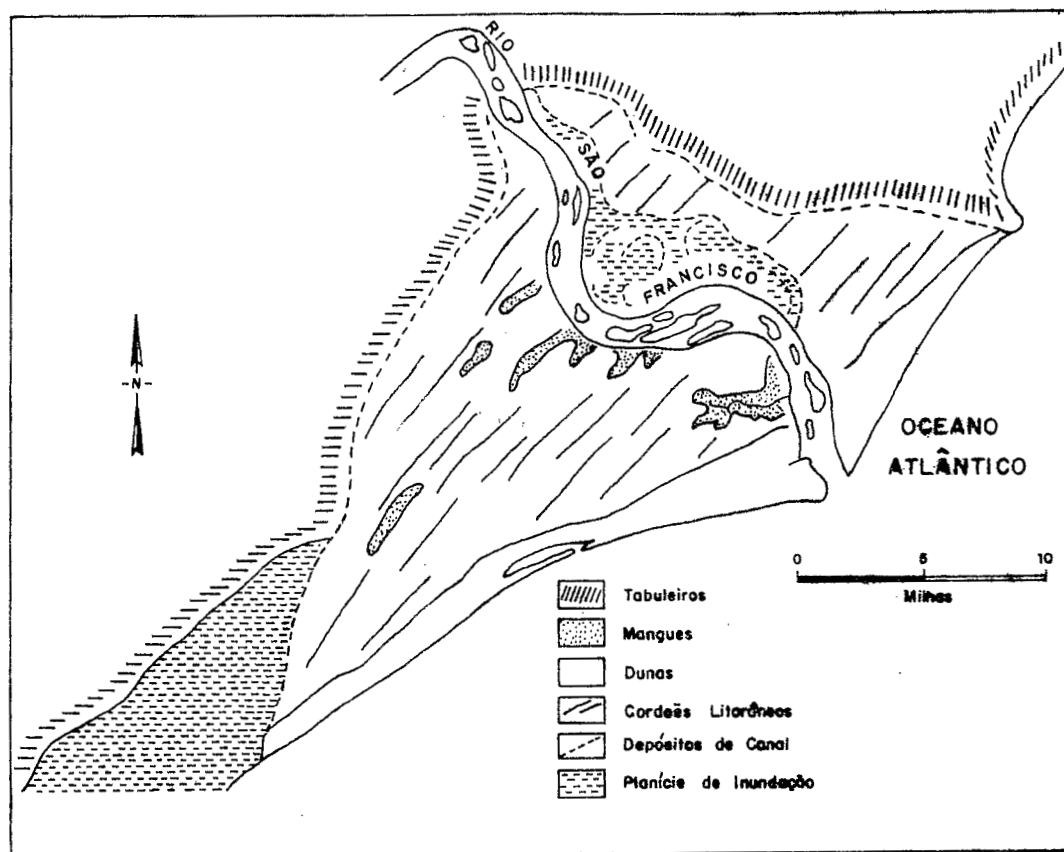 RIO
SÃO
FRANCISCO
-N-
OCEANO
ATLÂNTICO
0 5 10
Milhas
Tabuleiros
Mangues
Dunas
Cordeẽs Litorâneos
Depósitos de Canal
Planície de Inundação